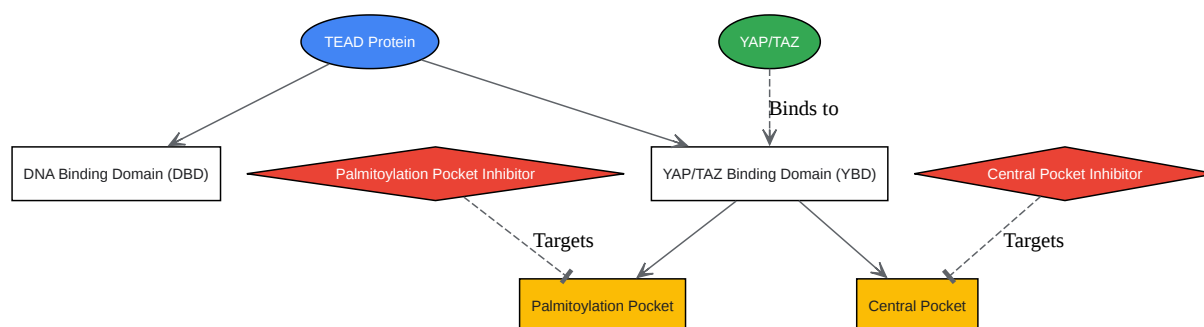 TEAD Protein
YAP/TAZ
Binds to
DNA Binding Domain (DBD)
Palmitoylation Pocket Inhibitor
YAP/TAZ Binding Domain (YBD)
Central Pocket Inhibitor
Targets
Targets
Palmitoylation Pocket
Central Pocket